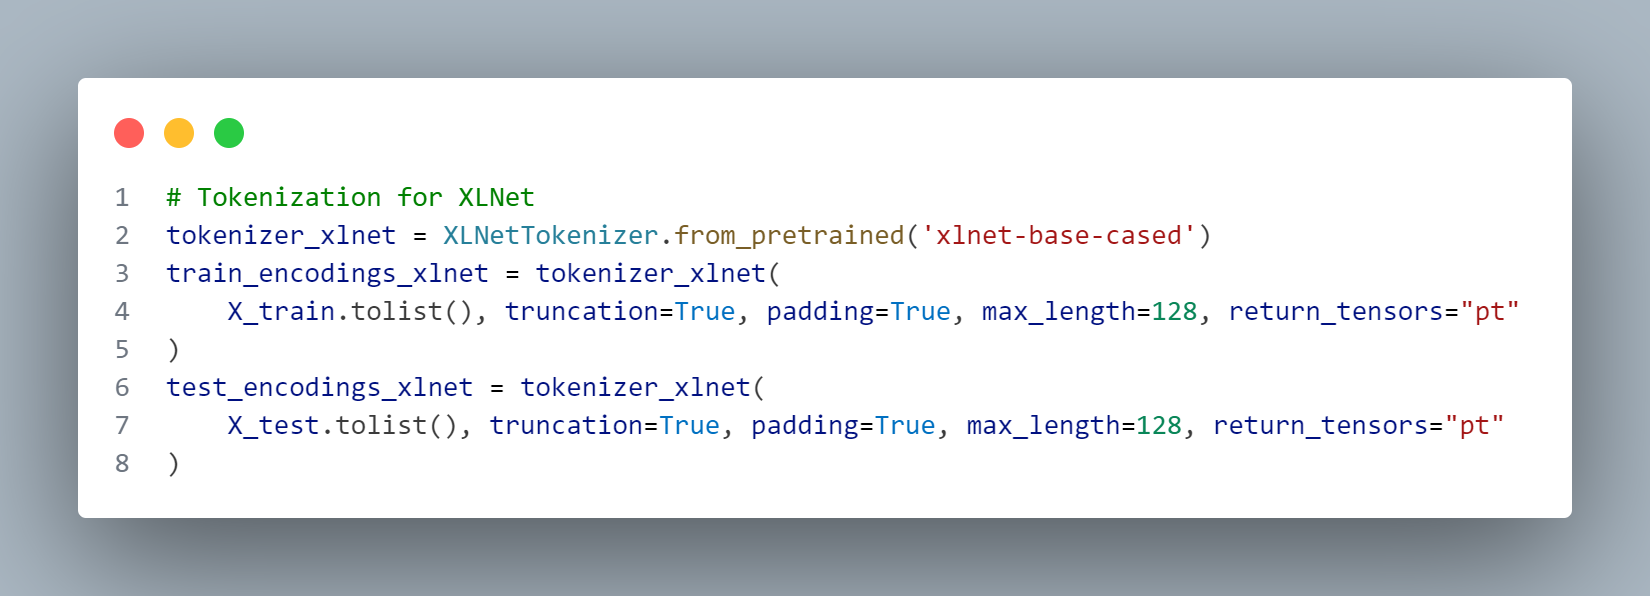 1 # Tokenization for XLNet
2 tokenizer_xlnet = XLNetTokenizer.from_pretrained('xlnet-base-cased')
3 train_encodings_xlnet = tokenizer_xlnet(
4     X_train.tolist(), truncation=True, padding=True, max_length=128, return_tensors="pt"
5 )
6 test_encodings_xlnet = tokenizer_xlnet(
7     X_test.tolist(), truncation=True, padding=True, max_length=128, return_tensors="pt"
8 )